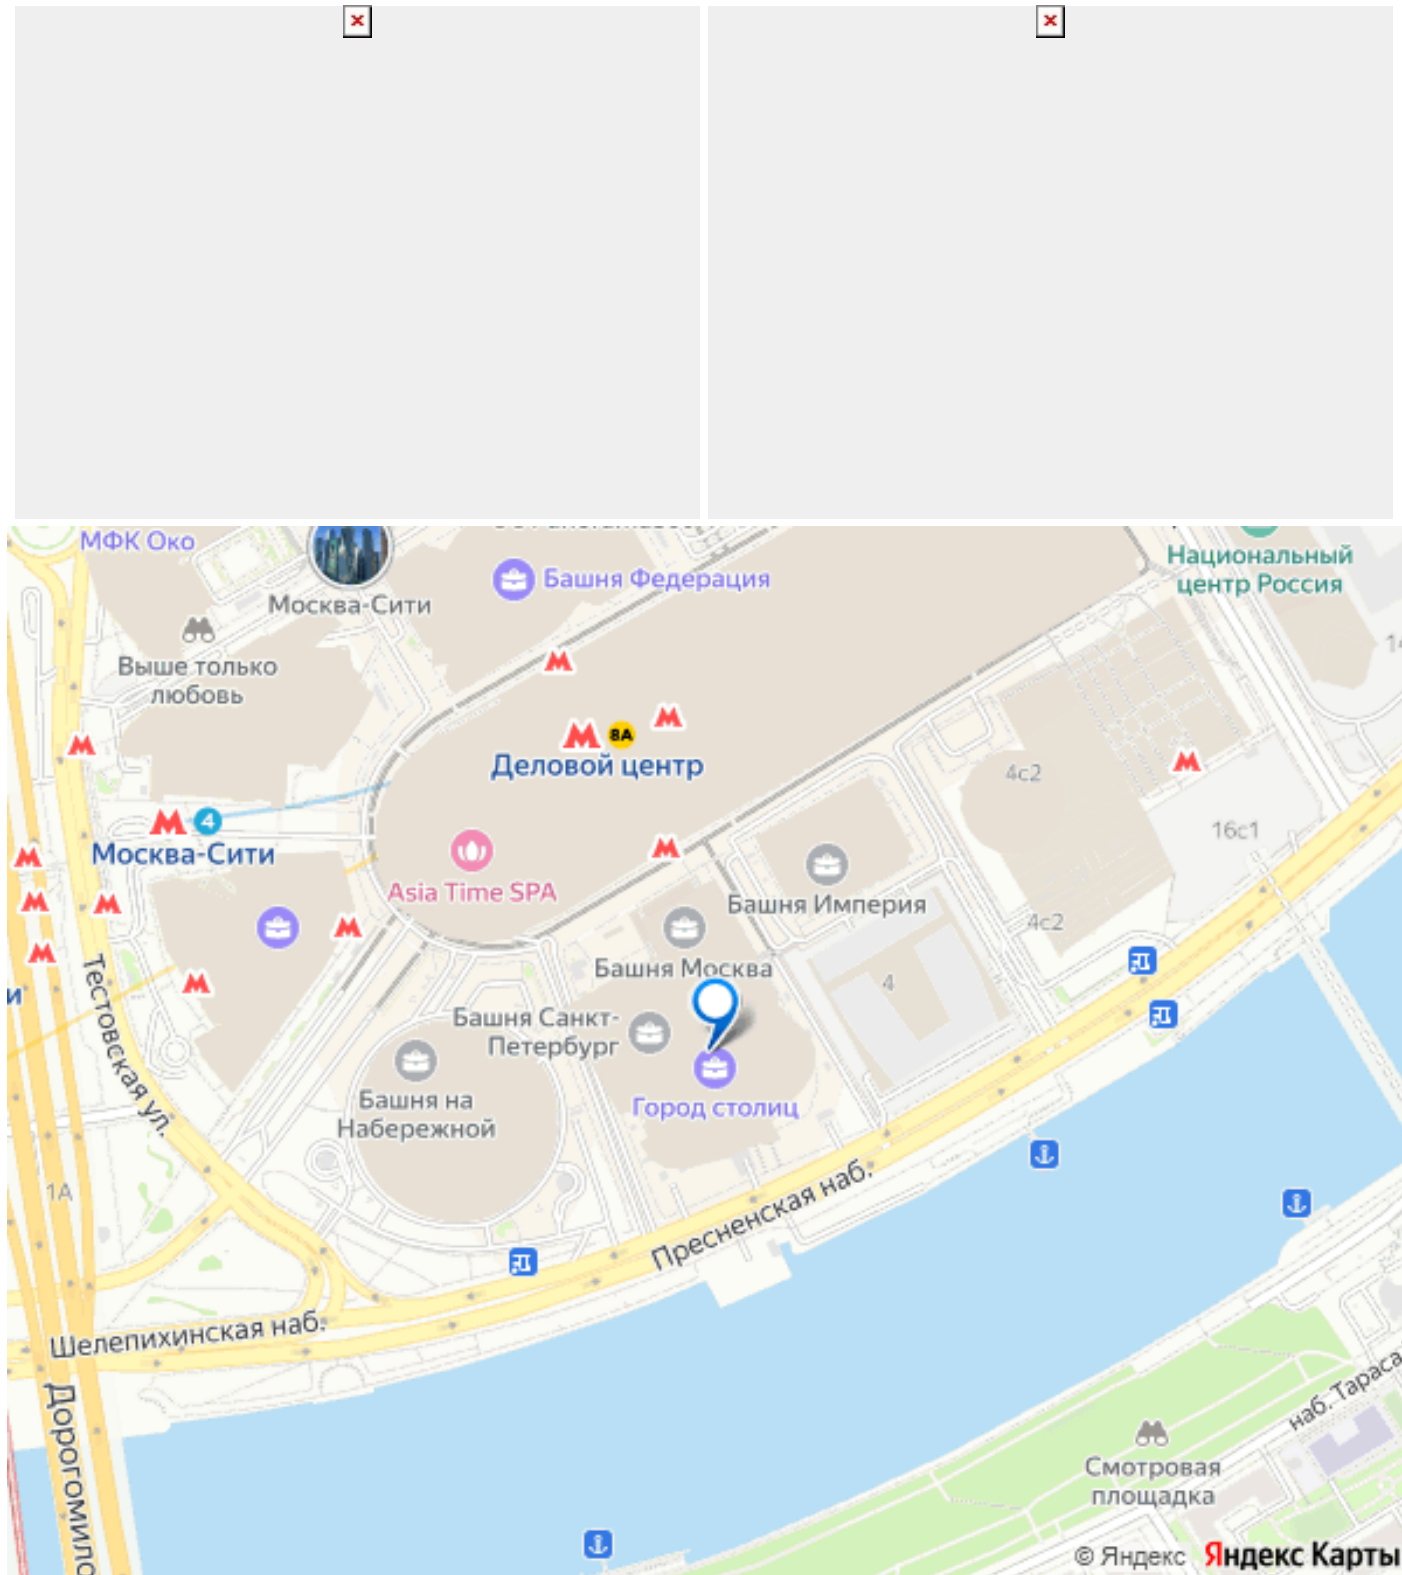 МФК Око
Национальный
центр Россия
Башня Федерация
Москва-Сити
Выше только
любовь
8А
Деловой центр
4с2
4
Москва-Сити
16с1
Asia Time SPA
Башня Империя
4с2
Башня Москва
4
Тестовская ул.
Башня Санкт-
Петербург
Башня на
Набережной
Город столиц
1А
Пресненская наб.
Шелепихинская наб.
Дорогомило
наб. Тараса
Смотровая
площадка
© Яндекс Яндекс Карты